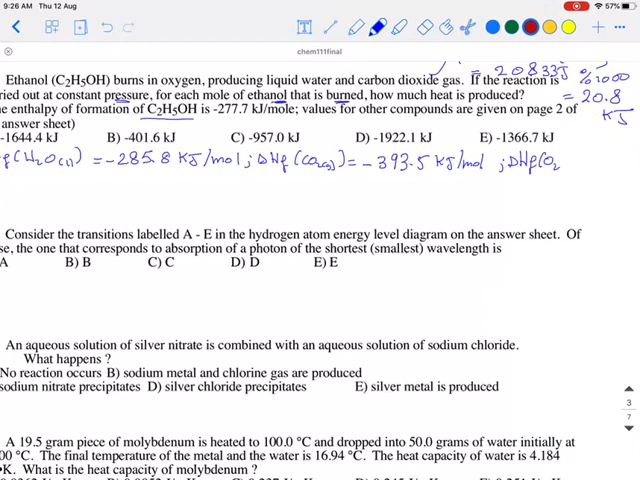 9:26 AM Thu 12 Aug
57%
chem111final
= 20833J
Ethanol (C2H5OH) burns in oxygen, producing liquid water and carbon dioxide gas. If the reaction is
%1000
ried out at constant pressure, for each mole of ethanol that is burned, how much heat is produced?
= 20.8
e enthalpy of formation of C2H5OH is -277.7 kJ/mole; values for other compounds are given on page 2 of
KJ
answer sheet)
-1644.4 kJ B) -401.6 kJ C) -957.0 kJ D) -1922.1 kJ E) -1366.7 kJ
(H2O(l)) = -285.8 KJ/mol; DHf(CO2(g)) = -393.5 KJ/mol ; DHf(O2
Consider the transitions labelled A - E in the hydrogen atom energy level diagram on the answer sheet. Of
se, the one that corresponds to absorption of a photon of the shortest (smallest) wavelength is
A B) B C) C D) D E) E
An aqueous solution of silver nitrate is combined with an aqueous solution of sodium chloride.
What happens ?
No reaction occurs B) sodium metal and chlorine gas are produced
sodium nitrate precipitates D) silver chloride precipitates E) silver metal is produced
3
7
A 19.5 gram piece of molybdenum is heated to 100.0 °C and dropped into 50.0 grams of water initially at
00 °C. The final temperature of the metal and the water is 16.94 °C. The heat capacity of water is 4.184
•K. What is the heat capacity of molybdenum ?